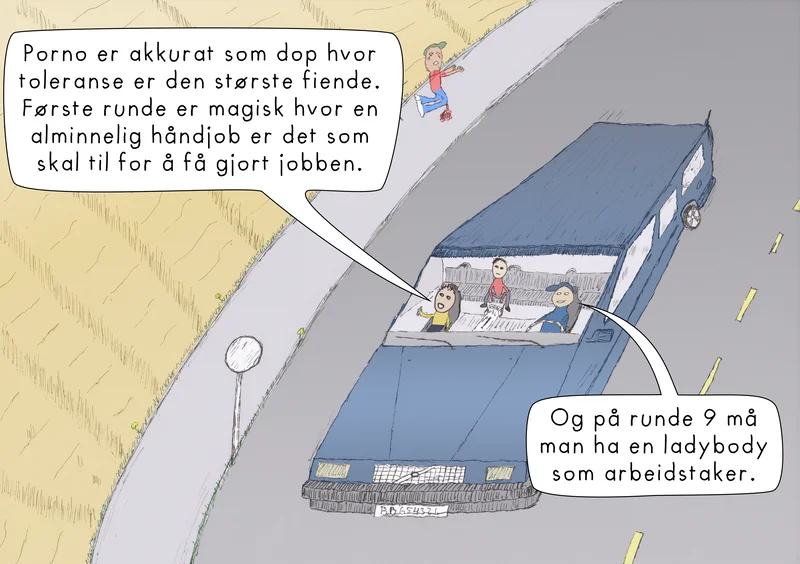 Porno er akkurat som dop hvor
toleranse er den største fiende.
Første runde er magisk hvor en
alminnelig håndjob er det som
skal til for å få gjort jobben.
Og på runde 9 må
man ha en ladybody
som arbeidstaker.